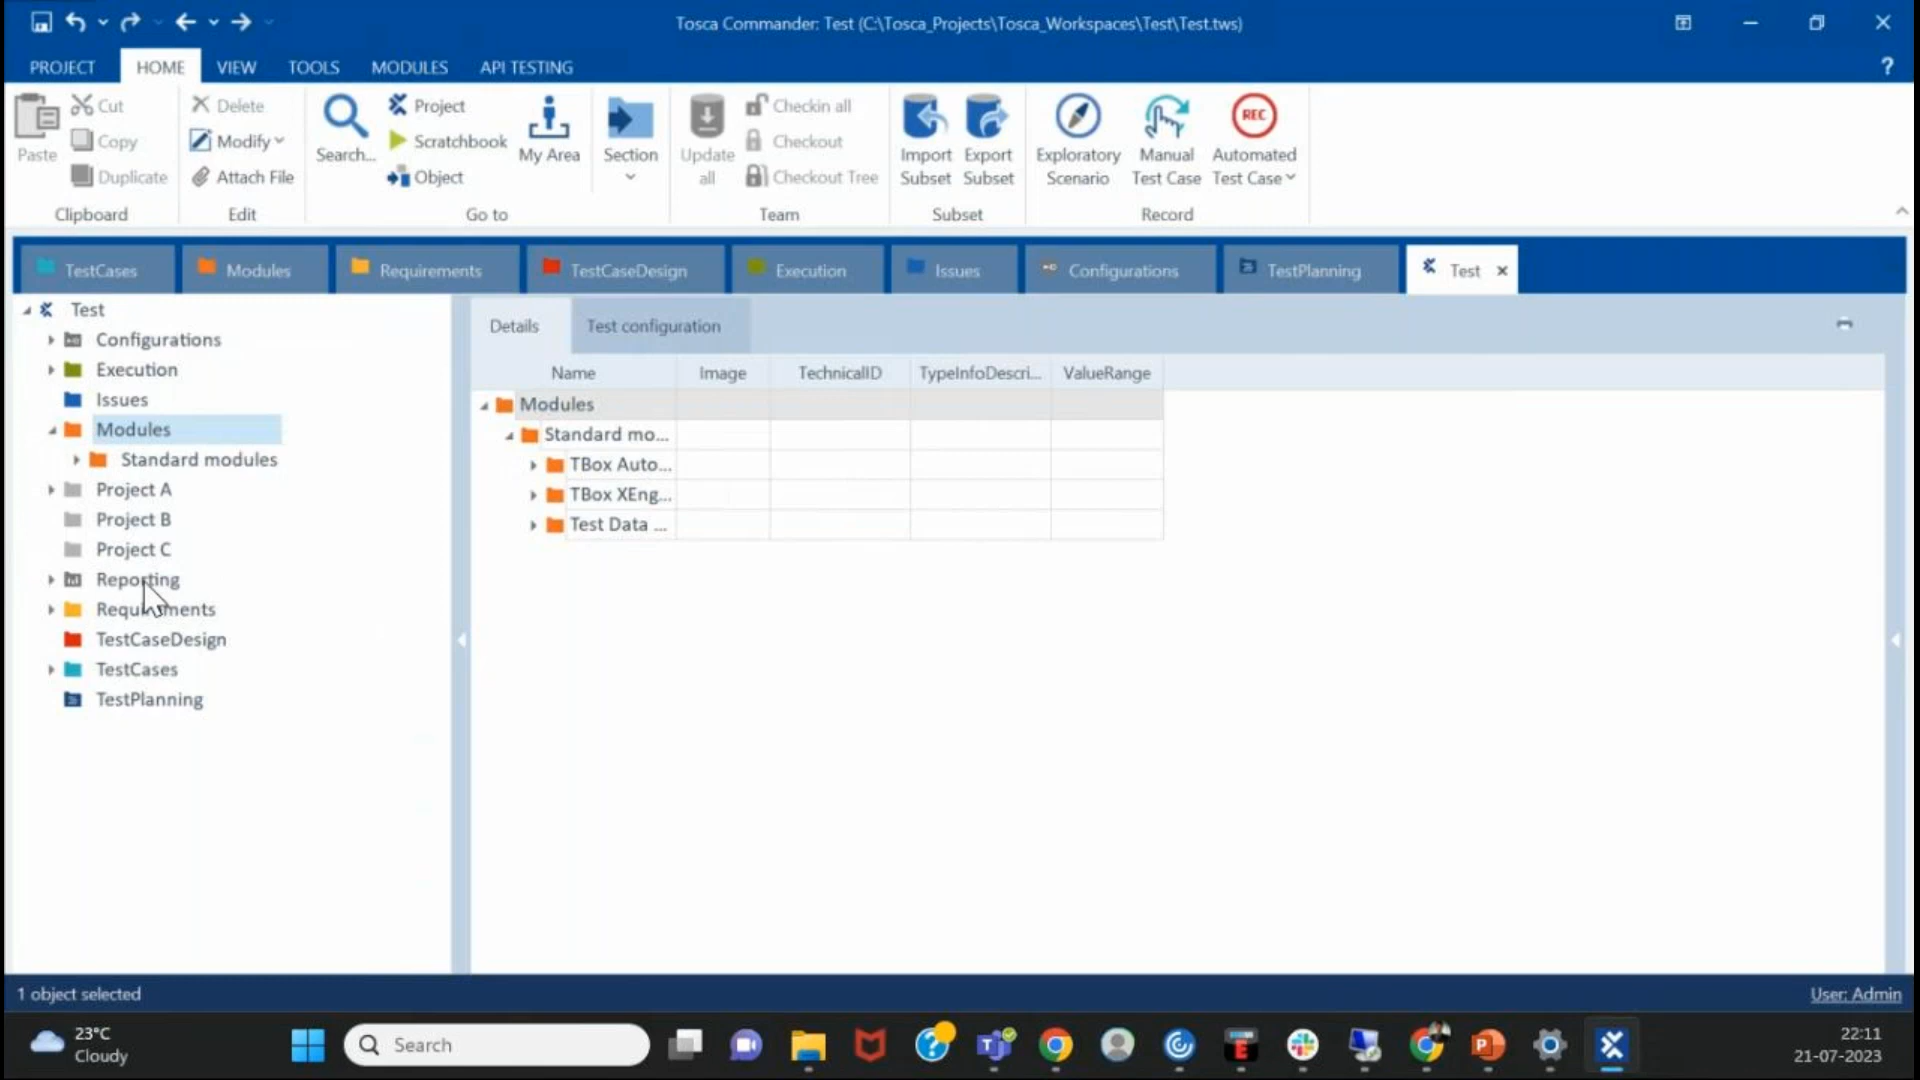 Tosca Commander: Test (C:\Tosca_Projects\Tosca_Workspaces\Test\Test.tws)
PROJECT HOME VIEW TOOLS MODULES API TESTING ?
Paste
Cut
Copy
Duplicate
Clipboard
Delete
Modify
Attach File
Edit
Search...
Project
Scratchbook
Object
My Area
Section
Go to
Update all
Checkin all
Checkout
Checkout Tree
Team
Import Subset
Export Subset
Subset
Exploratory Scenario
Manual Test Case
REC
Automated Test Case
Record
TestCases Modules Requirements TestCaseDesign Execution Issues Configurations TestPlanning Test
Test
Configurations
Execution
Issues
Modules
Standard modules
Project A
Project B
Project C
Reporting
Requirements
TestCaseDesign
TestCases
TestPlanning
Details Test configuration
Name Image TechnicalID TypeInfoDescri... ValueRange
Modules
Standard mo...
TBox Auto...
TBox XEng...
Test Data ...
1 object selected User: Admin
23°C
Cloudy
Search
22:11
21-07-2023